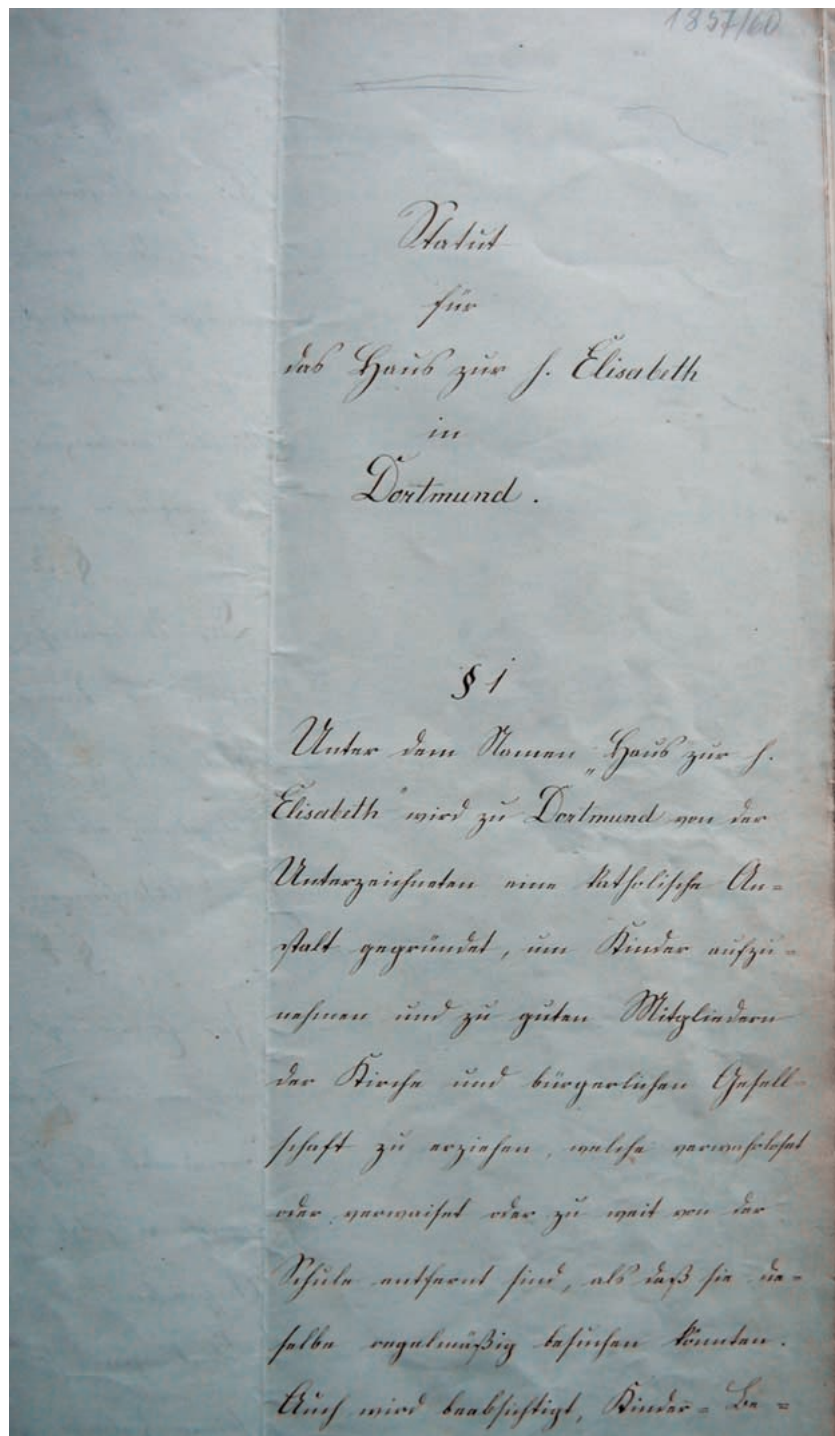 1857/60
Statut
für
das Haus zur h. Elisabeth
in
Dortmund.
§ 1
Unter dem Namen „Haus zur h.
Elisabeth" wird zu Dortmund von der
Unterzeichneten eine katholische An=
stalt gegründet, um Kinder aufzu=
nehmen und zu guten Mitgliedern
der Kirche und bürgerlichen Gesell=
schaft zu erziehen, welche verwahrloset
oder verwaiset oder zu weit von der
Schule entfernt sind, als daß sie die=
selbe regelmäßig besuchen könnten.
Auch wird beabsichtigt, Kinder=Be=